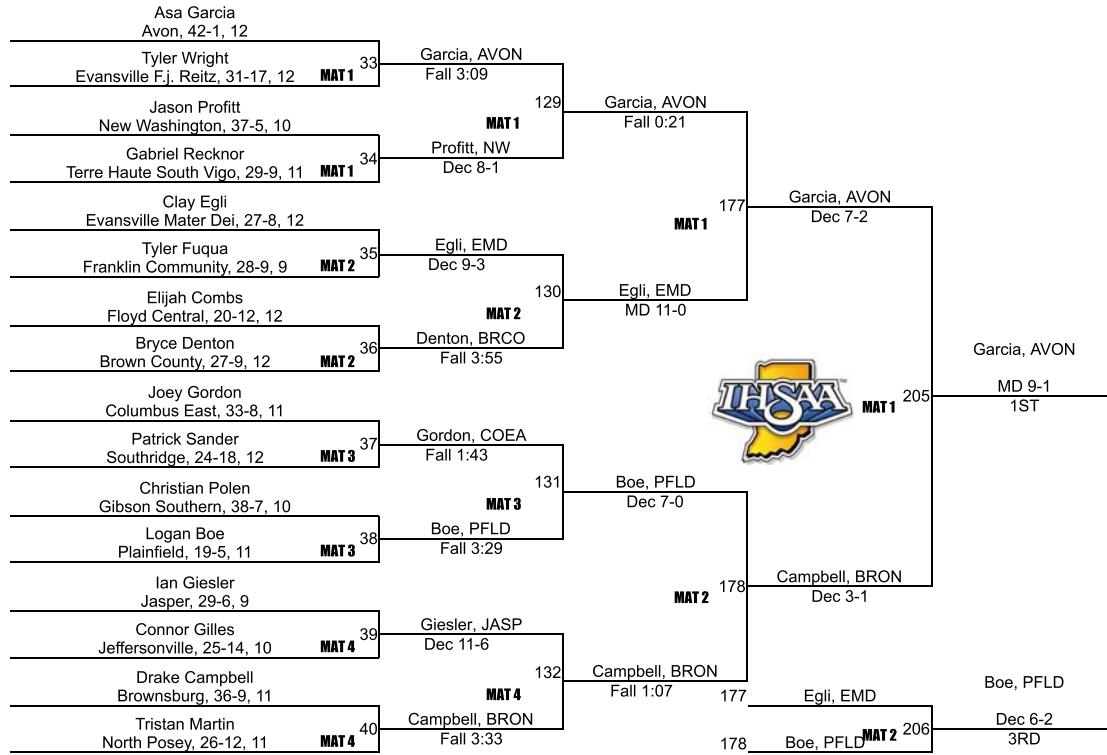 Asa Garcia
Avon, 42-1, 12
Tyler Wright
Evansville F.j. Reitz, 31-17, 12
MAT 1
33
Jason Profitt
New Washington, 37-5, 10
Gabriel Recknor
Terre Haute South Vigo, 29-9, 11
MAT 1
34
Clay Egli
Evansville Mater Dei, 27-8, 12
Tyler Fuqua
Franklin Community, 28-9, 9
MAT 2
35
Elijah Combs
Floyd Central, 20-12, 12
Bryce Denton
Brown County, 27-9, 12
MAT 2
36
Joey Gordon
Columbus East, 33-8, 11
Patrick Sander
Southridge, 24-18, 12
MAT 3
37
Christian Polen
Gibson Southern, 38-7, 10
Logan Boe
Plainfield, 19-5, 11
MAT 3
38
Ian Giesler
Jasper, 29-6, 9
Connor Gilles
Jeffersonville, 25-14, 10
MAT 4
39
Drake Campbell
Brownsburg, 36-9, 11
Tristan Martin
North Posey, 26-12, 11
MAT 4
40
Garcia, AVON
Fall 3:09
129
MAT 1
Profitt, NW
Dec 8-1
Egli, EMD
Dec 9-3
130
MAT 2
Denton, BRCO
Fall 3:55
Gordon, COEA
Fall 1:43
131
MAT 3
Boe, PFLD
Fall 3:29
Giesler, JASP
Dec 11-6
132
MAT 4
Campbell, BRON
Fall 3:33
Garcia, AVON
Fall 0:21
177
MAT 1
Egli, EMD
MD 11-0
Boe, PFLD
Dec 7-0
178
MAT 2
Campbell, BRON
Fall 1:07
Garcia, AVON
Dec 7-2
IHSAA
TM
MAT 1
205
Campbell, BRON
Dec 3-1
Garcia, AVON
MD 9-1
1ST
177
Egli, EMD
MAT 2
206
178
Boe, PFLD
Boe, PFLD
Dec 6-2
3RD